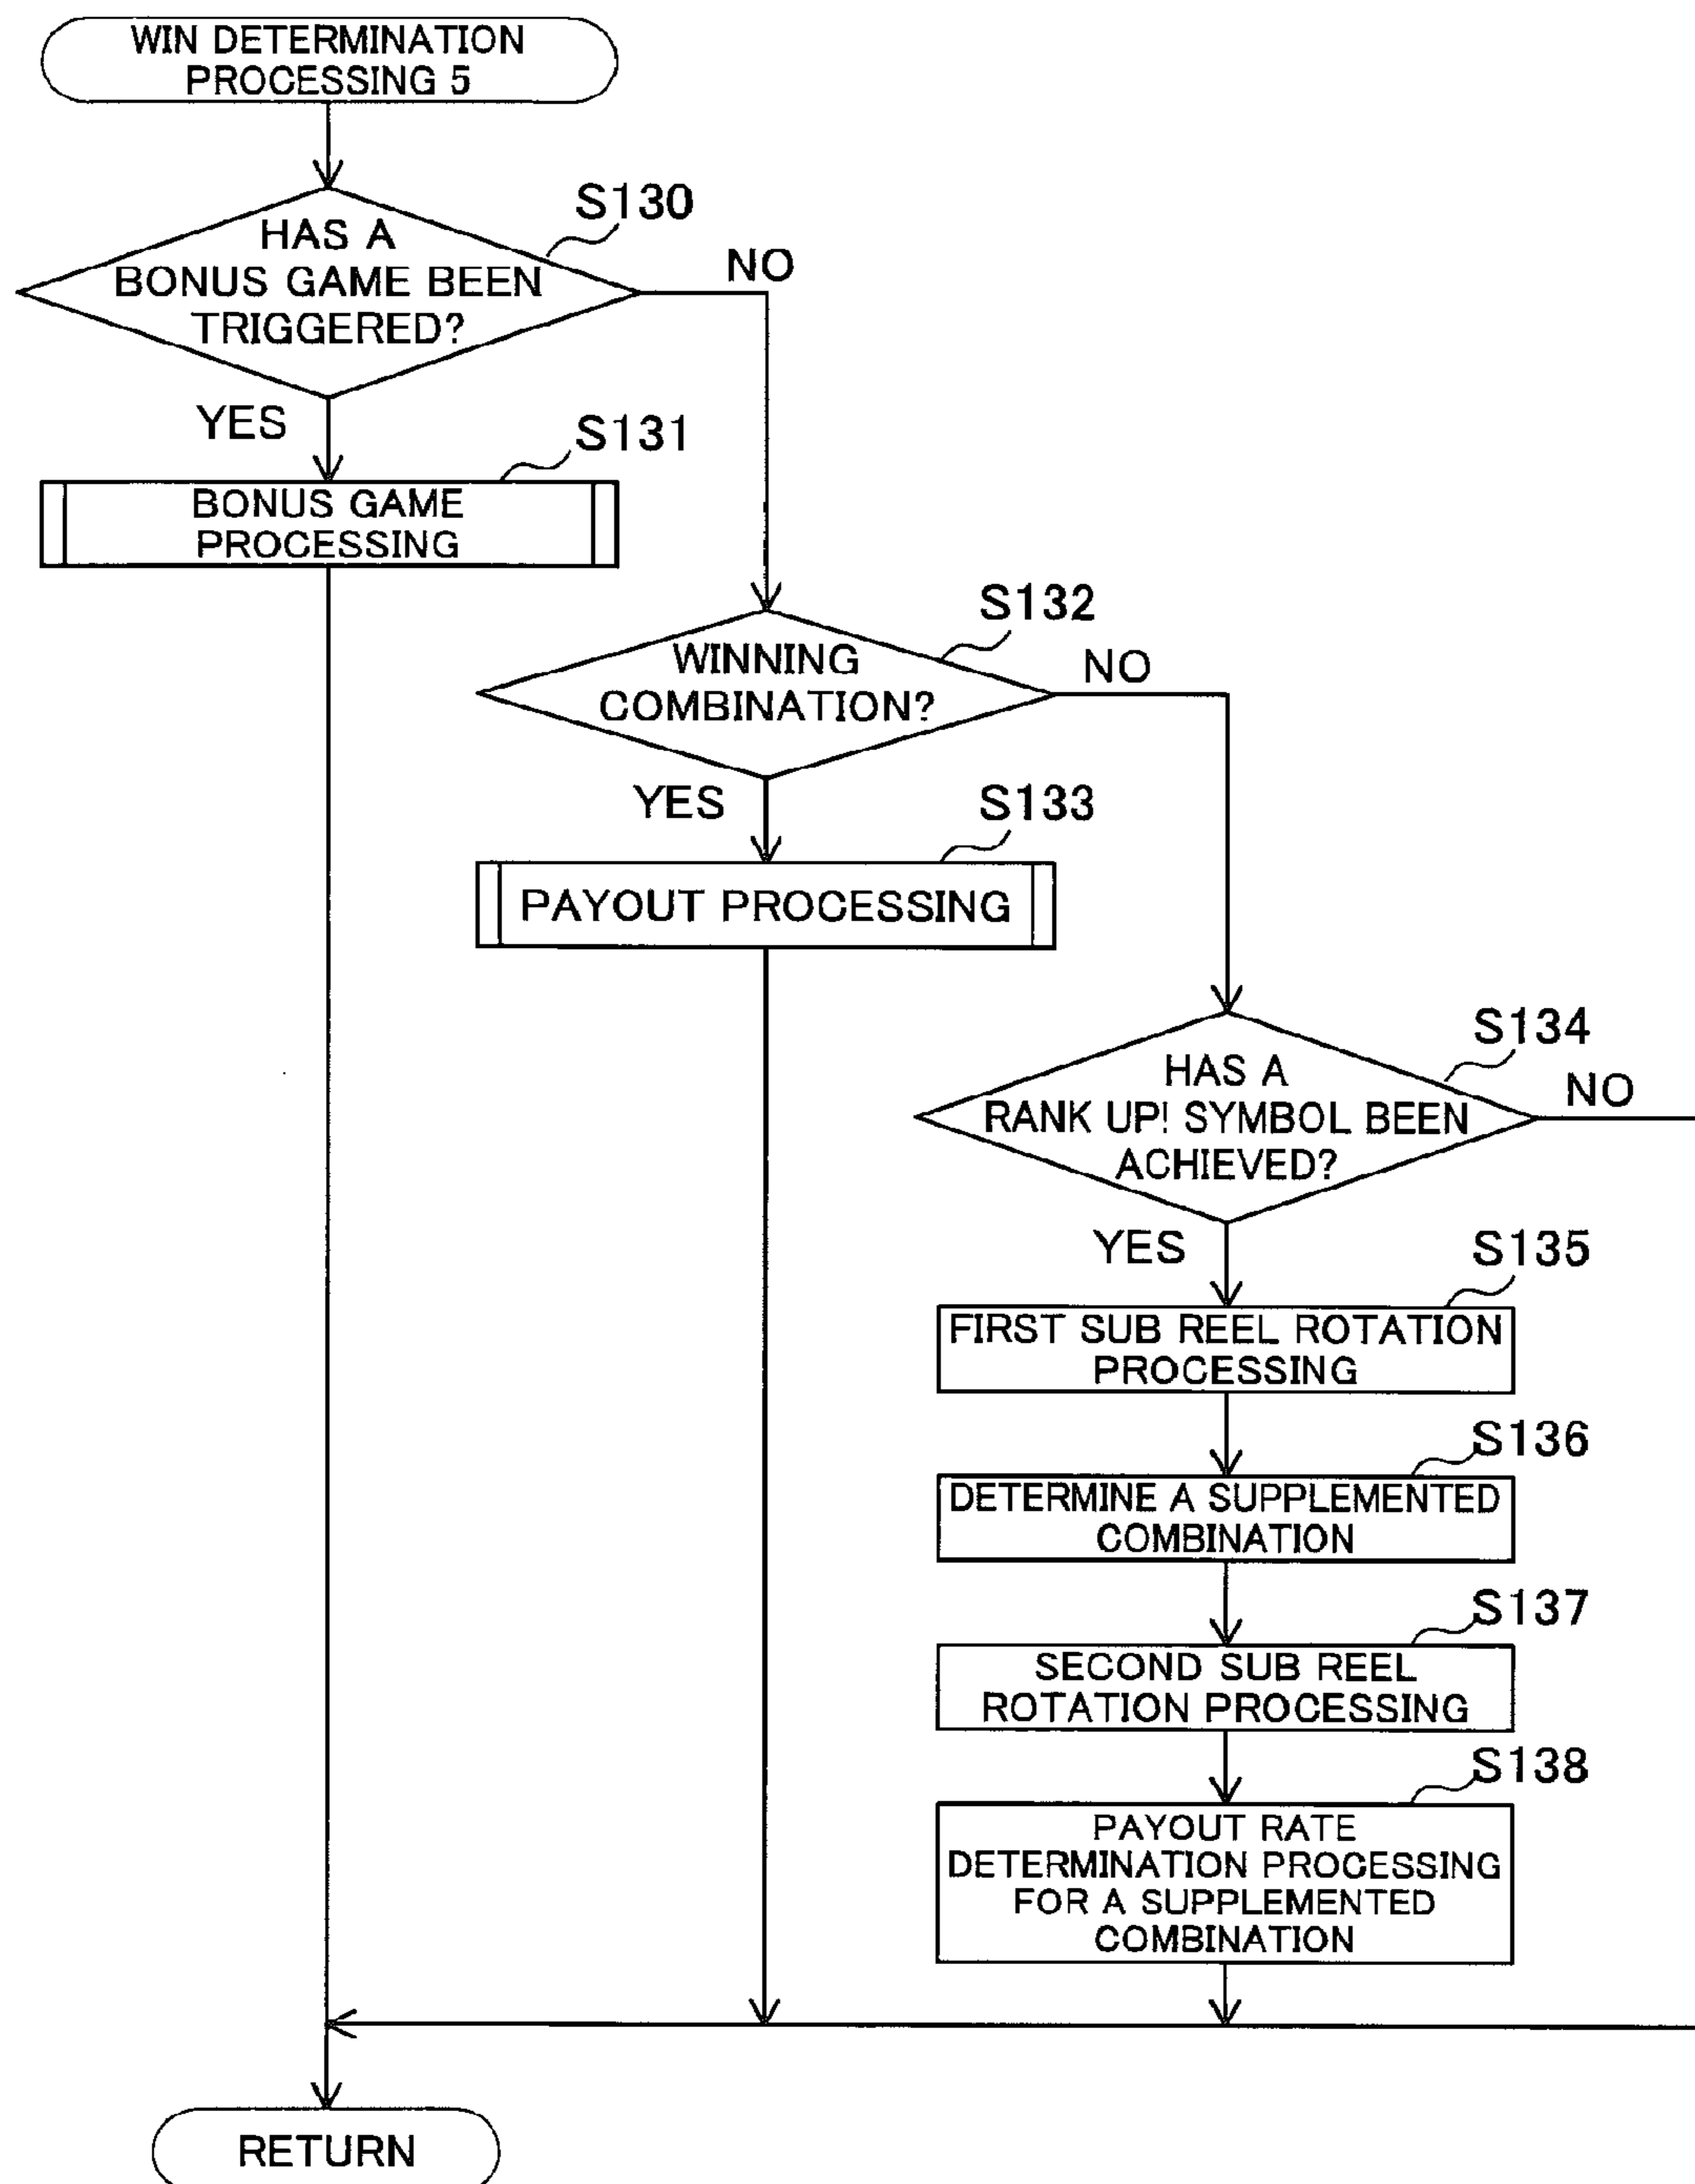 WIN DETERMINATION
PROCESSING 5
S130
HAS A
BONUS GAME BEEN
TRIGGERED?
NO
YES
S131
BONUS GAME
PROCESSING
S132
WINNING
COMBINATION?
NO
YES
S133
PAYOUT PROCESSING
S134
HAS A
RANK UP! SYMBOL BEEN
ACHIEVED?
NO
YES
S135
FIRST SUB REEL ROTATION
PROCESSING
S136
DETERMINE A SUPPLEMENTED
COMBINATION
S137
SECOND SUB REEL
ROTATION PROCESSING
S138
PAYOUT RATE
DETERMINATION PROCESSING
FOR A SUPPLEMENTED
COMBINATION
RETURN